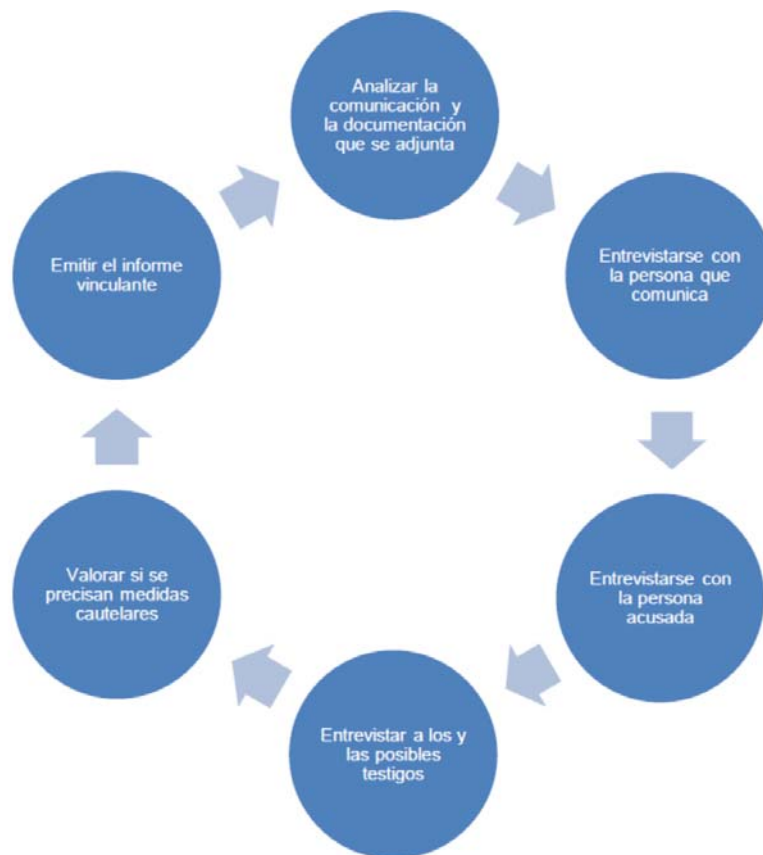 Analizar la
comunicación y
la documentación
que se adjunta
Entrevistarse con
la persona que
comunica
Entrevistarse con
la persona
acusada
Entrevistar a los y
las posibles
testigos
Valorar si se
precisan medidas
cautelares
Emitir el informe
vinculante